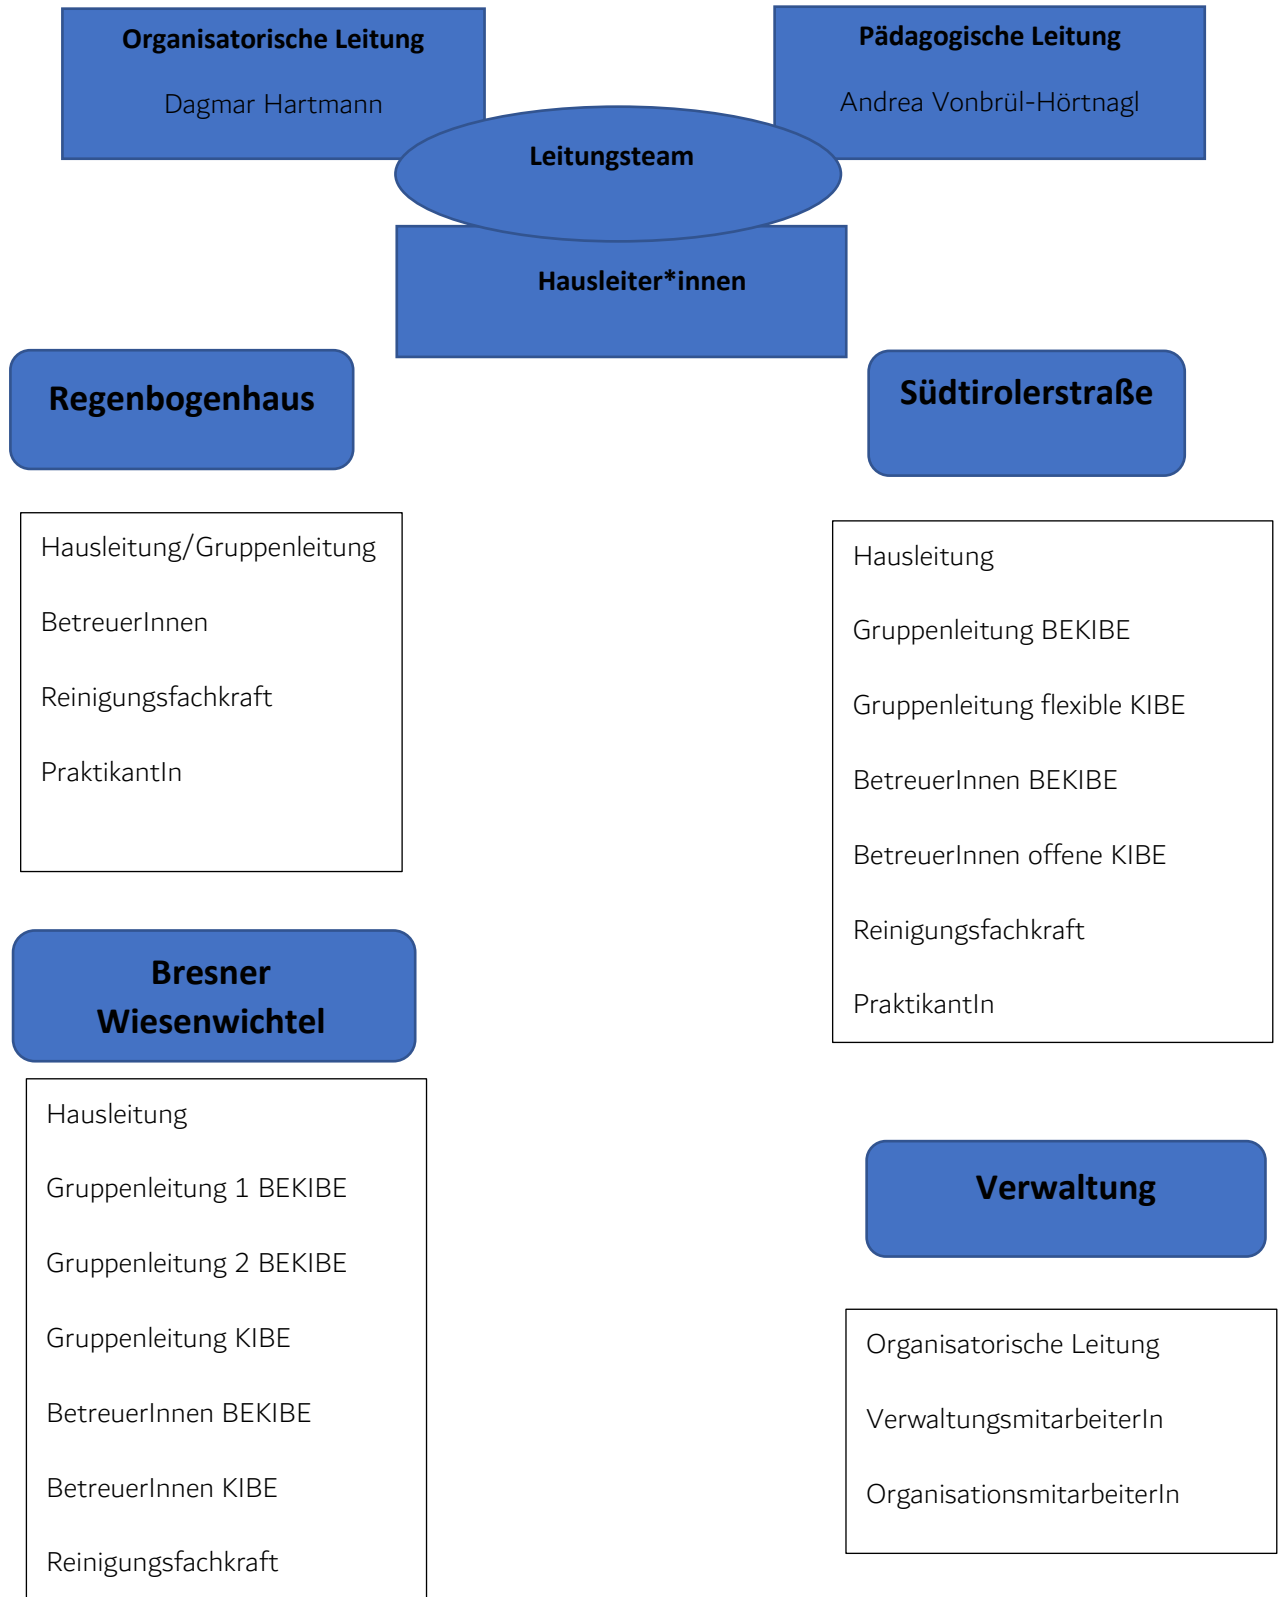 Organisatorische Leitung
Dagmar Hartmann
Pädagogische Leitung
Andrea Vonbrül-Hörtnagl
Leitungsteam
Hausleiter*innen
Regenbogenhaus
Hausleitung/Gruppenleitung
BetreuerInnen
Reinigungsfachkraft
PraktikantIn
Südtirolerstraße
Hausleitung
Gruppenleitung BEKIBE
Gruppenleitung flexible KIBE
BetreuerInnen BEKIBE
BetreuerInnen offene KIBE
Reinigungsfachkraft
PraktikantIn
Bresner
Wiesenwichtel
Hausleitung
Gruppenleitung 1 BEKIBE
Gruppenleitung 2 BEKIBE
Gruppenleitung KIBE
BetreuerInnen BEKIBE
BetreuerInnen KIBE
Reinigungsfachkraft
Verwaltung
Organisatorische Leitung
VerwaltungsmitarbeiterIn
OrganisationsmitarbeiterIn